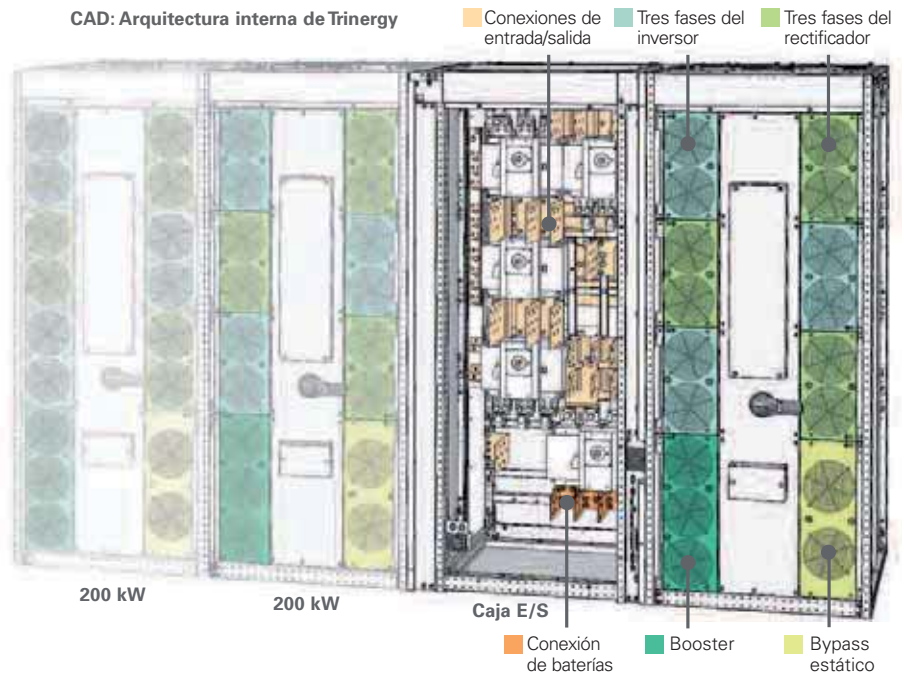 CAD: Arquitectura interna de Trinergy
Conexiones de
entrada/salida
Tres fases del
inversor
Tres fases del
rectificador
200 kW
200 kW
Caja E/S
Conexión
de baterías
Booster
Bypass
estático